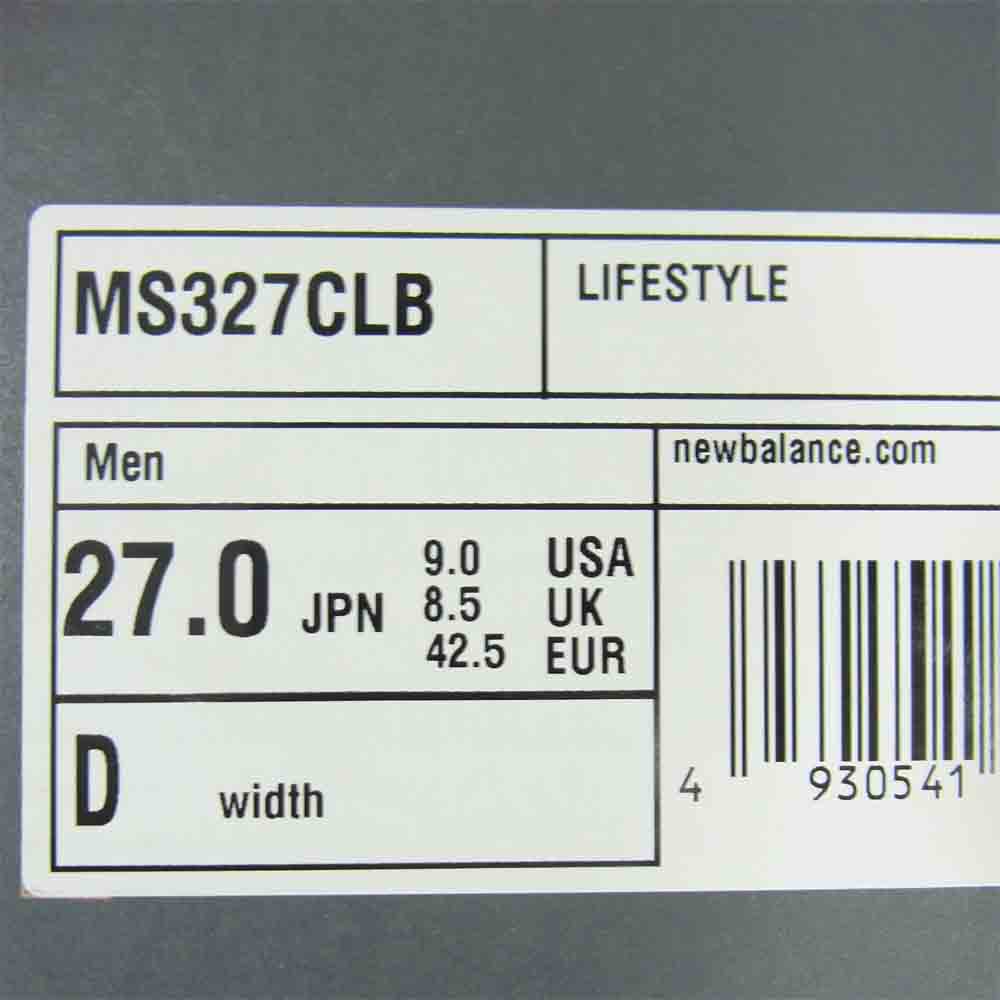 MS327CLB
LIFESTYLE
Men
newbalance.com
27.0 JPN
9.0 USA
8.5 UK
42.5 EUR
D width
4 930541